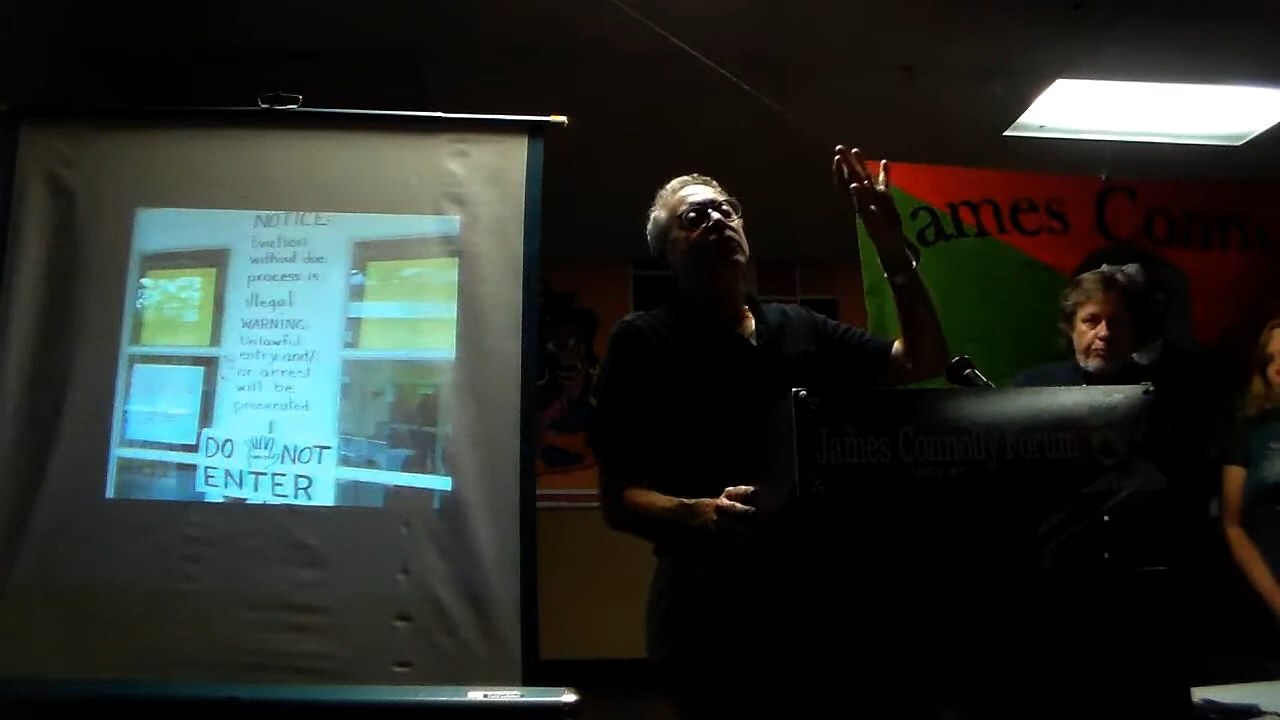 NOTICE:
Eviction
without due
process is
illegal
WARNING
Unlawful
entry and/
or arrest
will be
prosecuted
DO NOT
ENTER
James Conno
James Connolly Forum